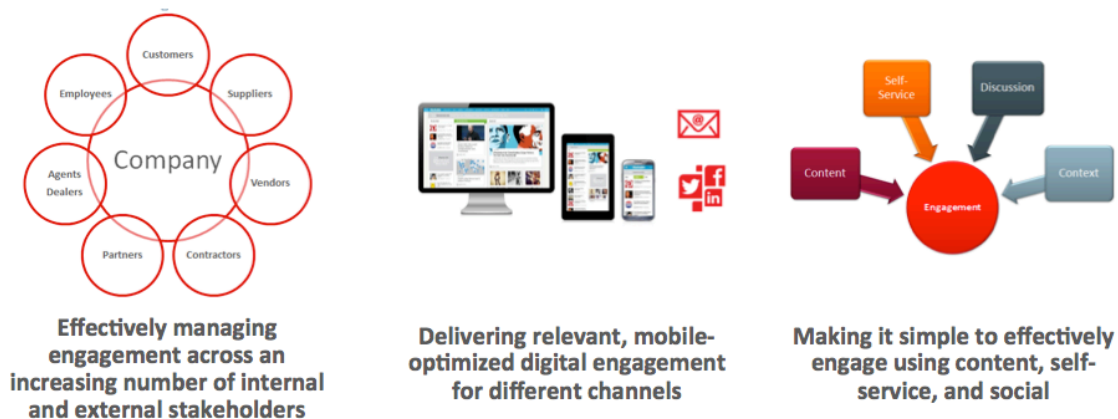 Customers
Employees
Suppliers
Company
Agents
Dealers
Vendors
Partners
Contractors
Effectively managing
engagement across an
increasing number of internal
and external stakeholders
@
f
in
Delivering relevant, mobile-
optimized digital engagement
for different channels
Self-
Service
Discussion
Content
Context
Engagement
Making it simple to effectively
engage using content, self-
service, and social